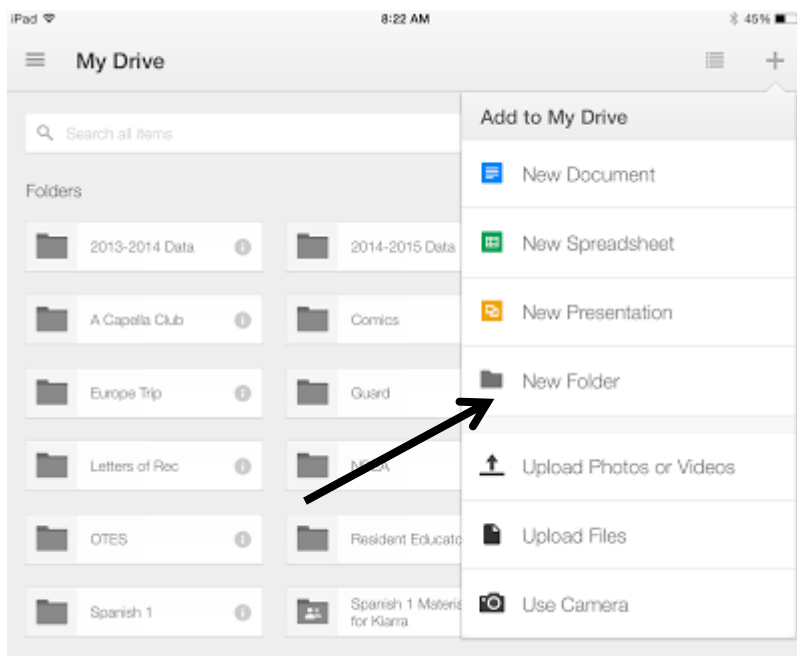 iPad 8:22 AM 45%
My Drive
Search all items
Folders
2013-2014 Data
2014-2015 Data
A Capella Club
Comics
Europe Trip
Guard
Letters of Rec
OTES
Resident Educato
Spanish 1
Spanish 1 Materia
for Kiarra
Add to My Drive
New Document
New Spreadsheet
New Presentation
New Folder
Upload Photos or Videos
Upload Files
Use Camera